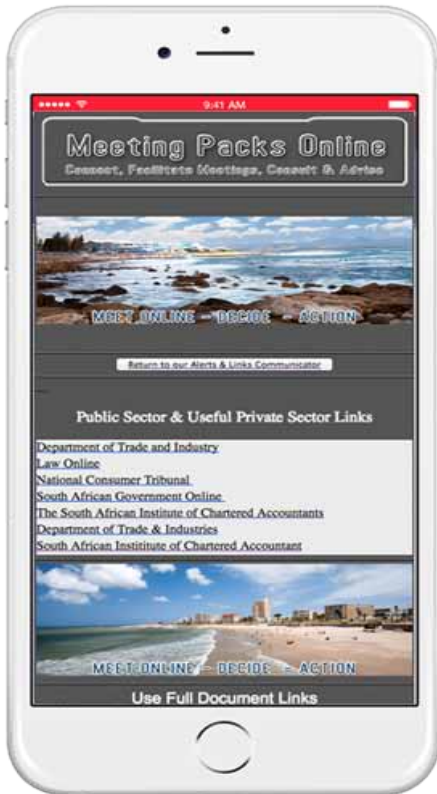 9:41 AM
Meeting Packs Online
Connect, Facilitate Meetings, Consult & Advise
MEET ONLINE - DECIDE = ACTION
Return to our Alerts & Links Communicator
Public Sector & Useful Private Sector Links
Department of Trade and Industry
Law Online
National Consumer Tribunal
South African Government Online
The South African Institute of Chartered Accountants
Department of Trade & Industries
South African Instititute of Chartered Accountant
MEET ONLINE - DECIDE = ACTION
Use Full Document Links